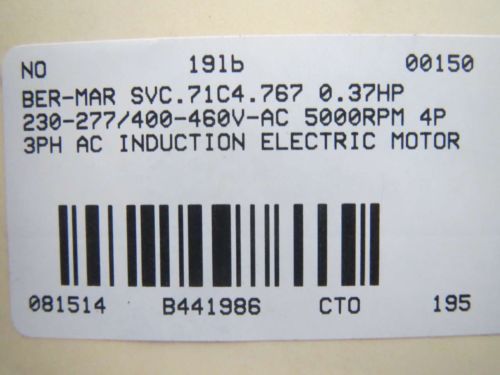 NO 19lb 00150
BER-MAR SVC.71C4.767 0.37HP
230-277/400-460V-AC 5000RPM 4P
3PH AC INDUCTION ELECTRIC MOTOR
081514 B441986 CTO 195